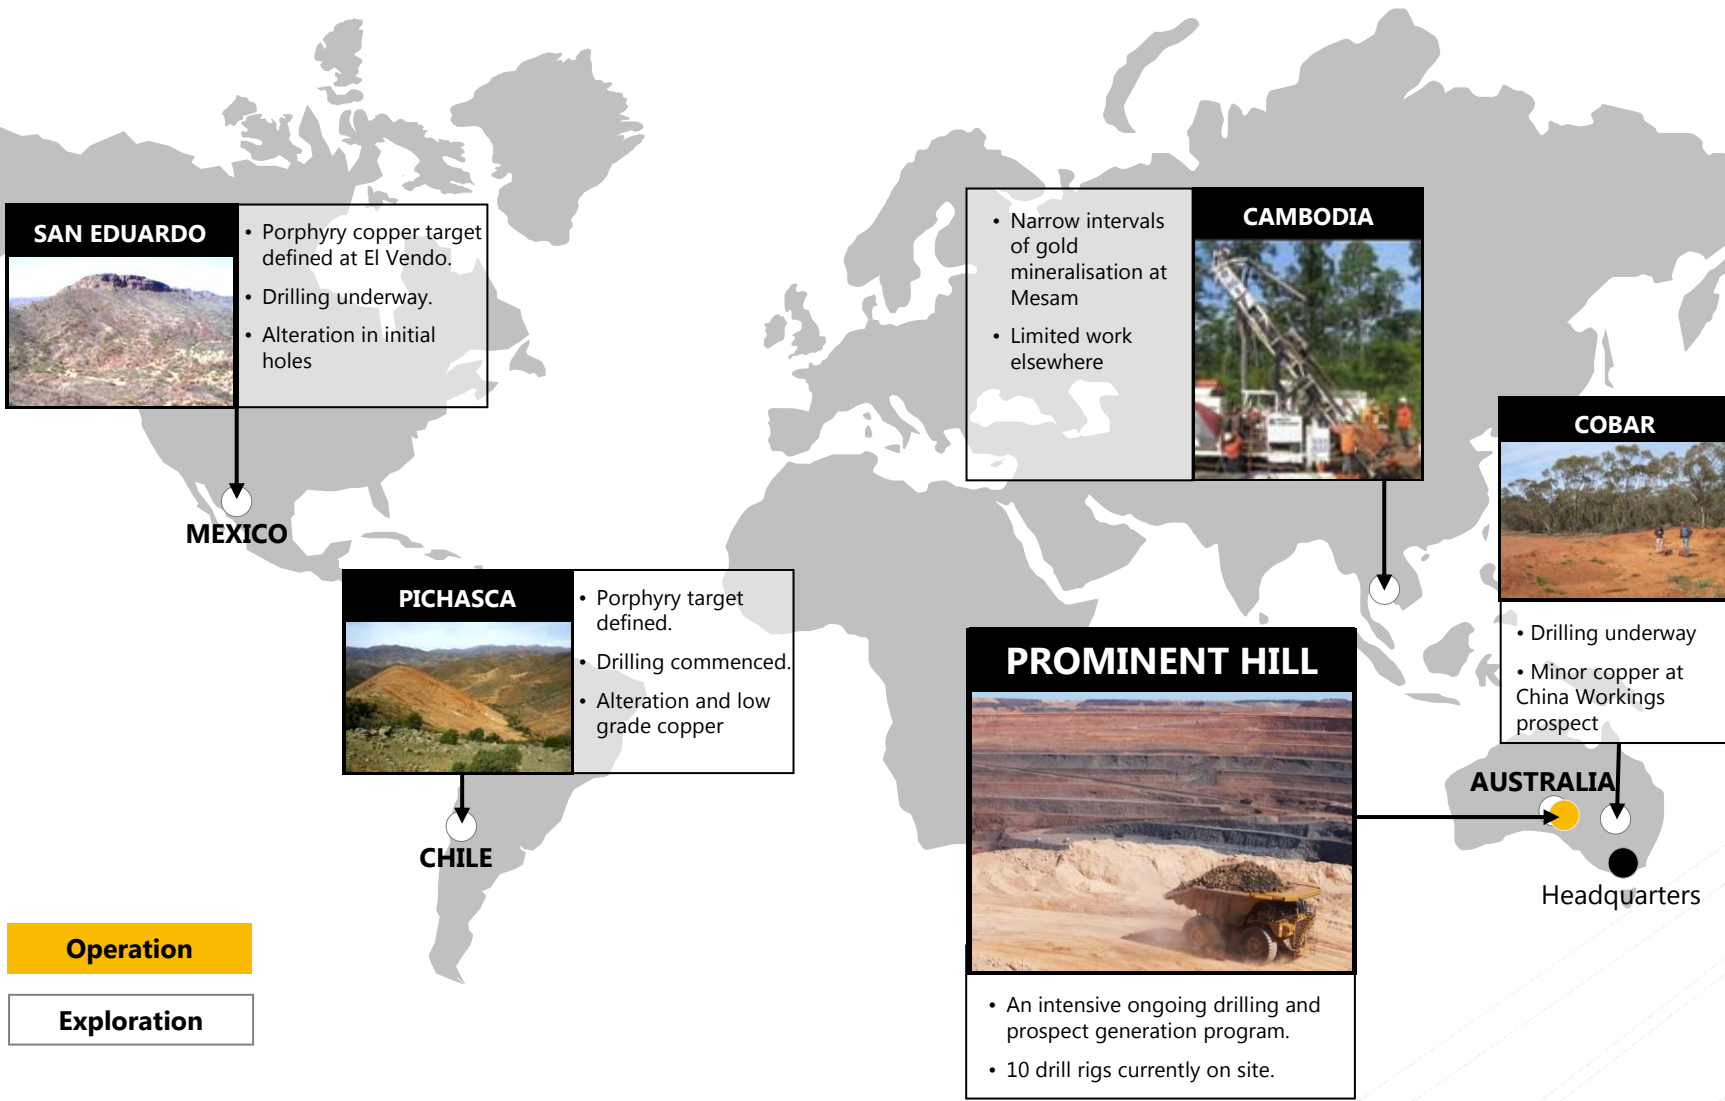 SAN EDUARDO
• Porphyry copper target
defined at El Vendo.
• Drilling underway.
• Alteration in initial
holes
MEXICO
PICHASCA
• Porphyry target
defined.
• Drilling commenced.
• Alteration and low
grade copper
CHILE
• Narrow intervals
of gold
mineralisation at
Mesam
• Limited work
elsewhere
CAMBODIA
COBAR
• Drilling underway
• Minor copper at
China Workings
prospect
PROMINENT HILL
• An intensive ongoing drilling and
prospect generation program.
• 10 drill rigs currently on site.
AUSTRALIA
Headquarters
Operation
Exploration